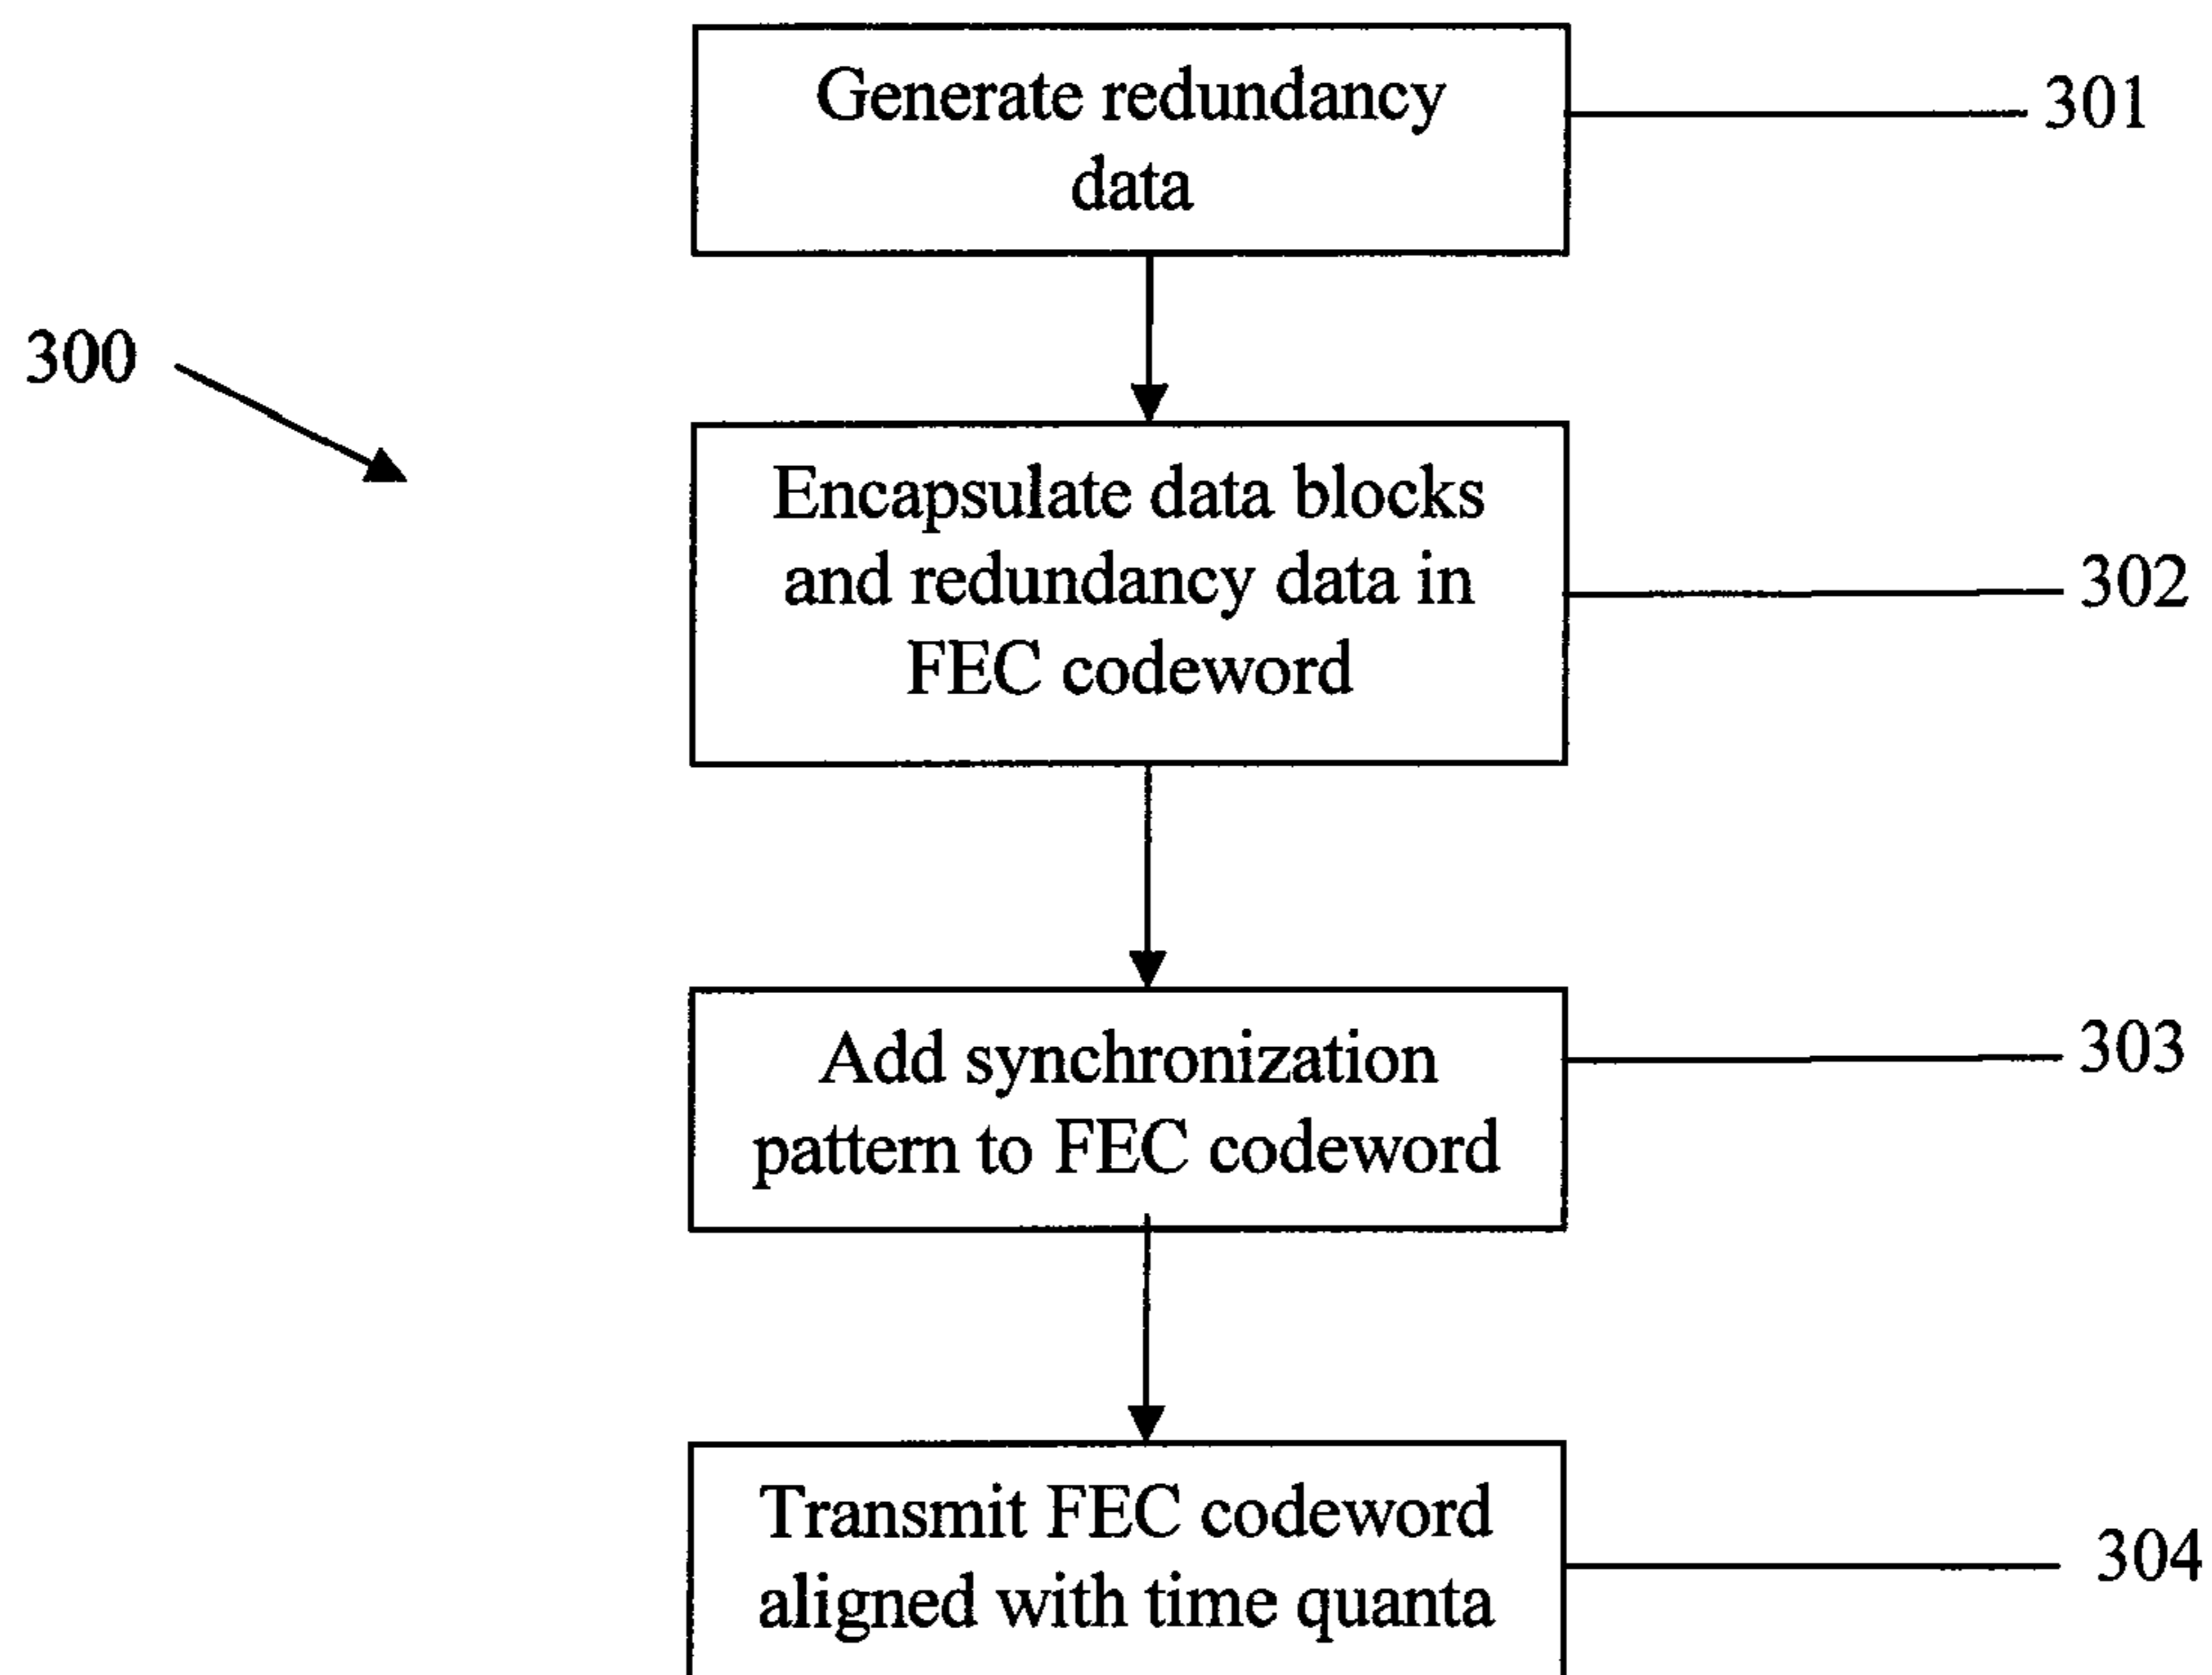 Generate redundancy
data
301
300
Encapsulate data blocks
and redundancy data in
FEC codeword
302
Add synchronization
pattern to FEC codeword
303
Transmit FEC codeword
aligned with time quanta
304